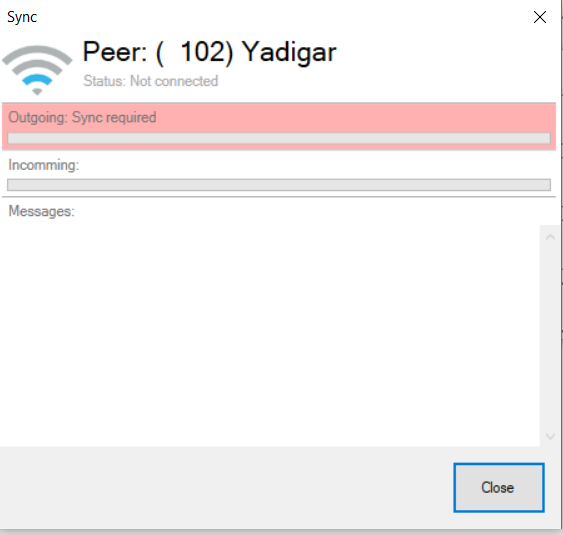 Sync
Peer: (  102) Yadigar
Status: Not connected
Outgoing: Sync required
Incomming:
Messages:
Close